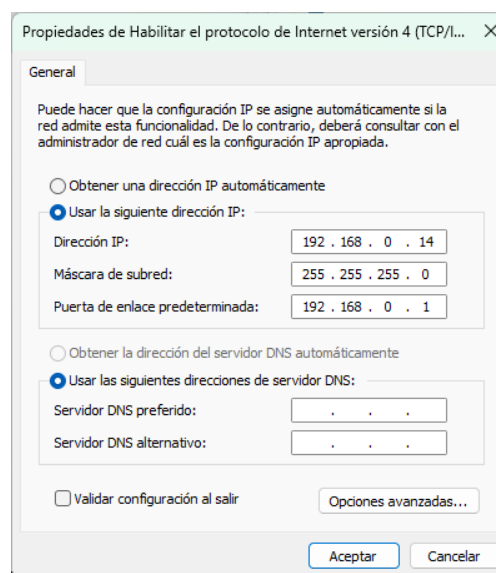 Propiedades de Habilitar el protocolo de Internet versión 4 (TCP/I...
General
Puede hacer que la configuración IP se asigne automáticamente si la
red admite esta funcionalidad. De lo contrario, deberá consultar con el
administrador de red cuál es la configuración IP apropiada.
Obtener una dirección IP automáticamente
Usar la siguiente dirección IP:
Dirección IP: 192 . 168 . 0 . 14
Máscara de subred: 255 . 255 . 255 . 0
Puerta de enlace predeterminada: 192 . 168 . 0 . 1
Obtener la dirección del servidor DNS automáticamente
Usar las siguientes direcciones de servidor DNS:
Servidor DNS preferido: . . .
Servidor DNS alternativo: . . .
Validar configuración al salir
Opciones avanzadas...
Aceptar Cancelar